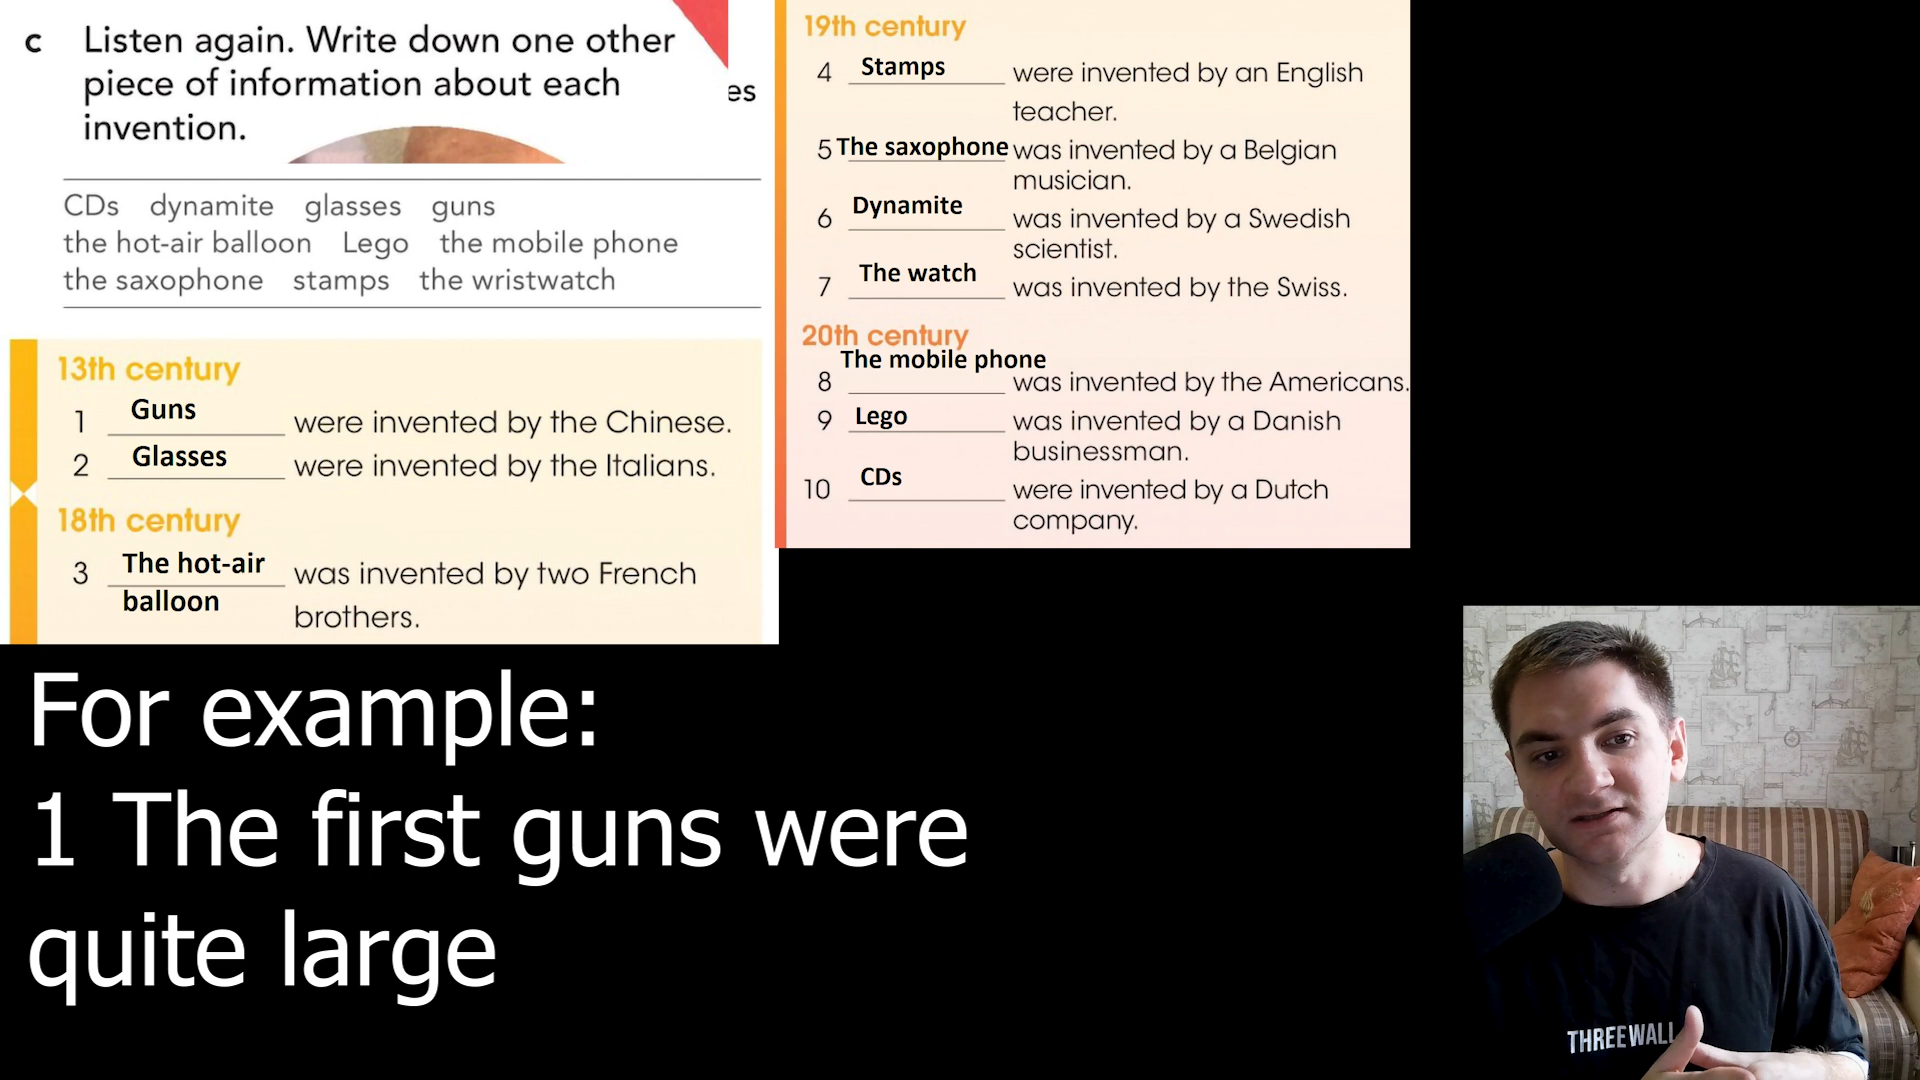 c Listen again. Write down one other
piece of information about each
invention.
es
CDs dynamite glasses guns
the hot-air balloon Lego the mobile phone
the saxophone stamps the wristwatch
13th century
1 Guns were invented by the Chinese.
2 Glasses were invented by the Italians.
18th century
3 The hot-air balloon was invented by two French
brothers.
19th century
4 Stamps were invented by an English
teacher.
5 The saxophone was invented by a Belgian
musician.
6 Dynamite was invented by a Swedish
scientist.
7 The watch was invented by the Swiss.
20th century
8 The mobile phone was invented by the Americans.
9 Lego was invented by a Danish
businessman.
10 CDs were invented by a Dutch
company.
For example:
1 The first guns were
quite large
THREEWALL